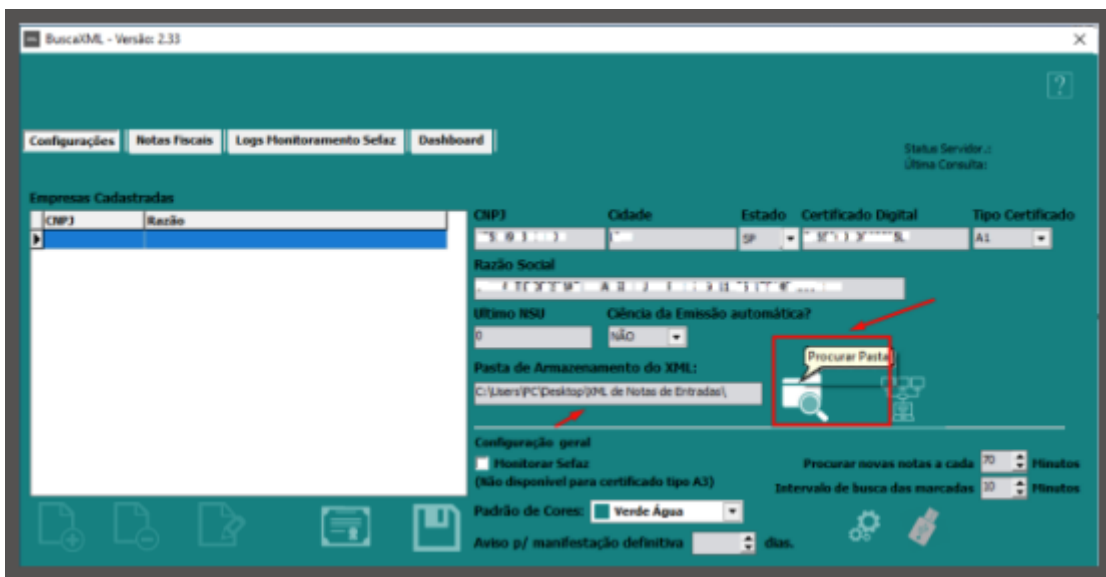 BuscaXML - Versão: 2.33
Configurações Notas Fiscais Logs Monitoramento Sefaz Dashboard
Status Servidor.:
Última Consulta:
Empresas Cadastradas
CNPJ Razão
CNPJ Cidade Estado Certificado Digital Tipo Certificado
SP A1
Razão Social
Ultimo NSU Ciência da Emissão automática?
0 NÃO
Procurar Pasta
Pasta de Armazenamento do XML:
C:\Users\PC\Desktop\XML de Notas de Entradas\
Configuração geral
Monitorar Sefaz
(Não disponível para certificado tipo A3)
Procurar novas notas a cada 70 Minutos
Intervalo de busca das marcadas 10 Minutos
Padrão de Cores: Verde Água
Aviso p/ manifestação definitiva dias.